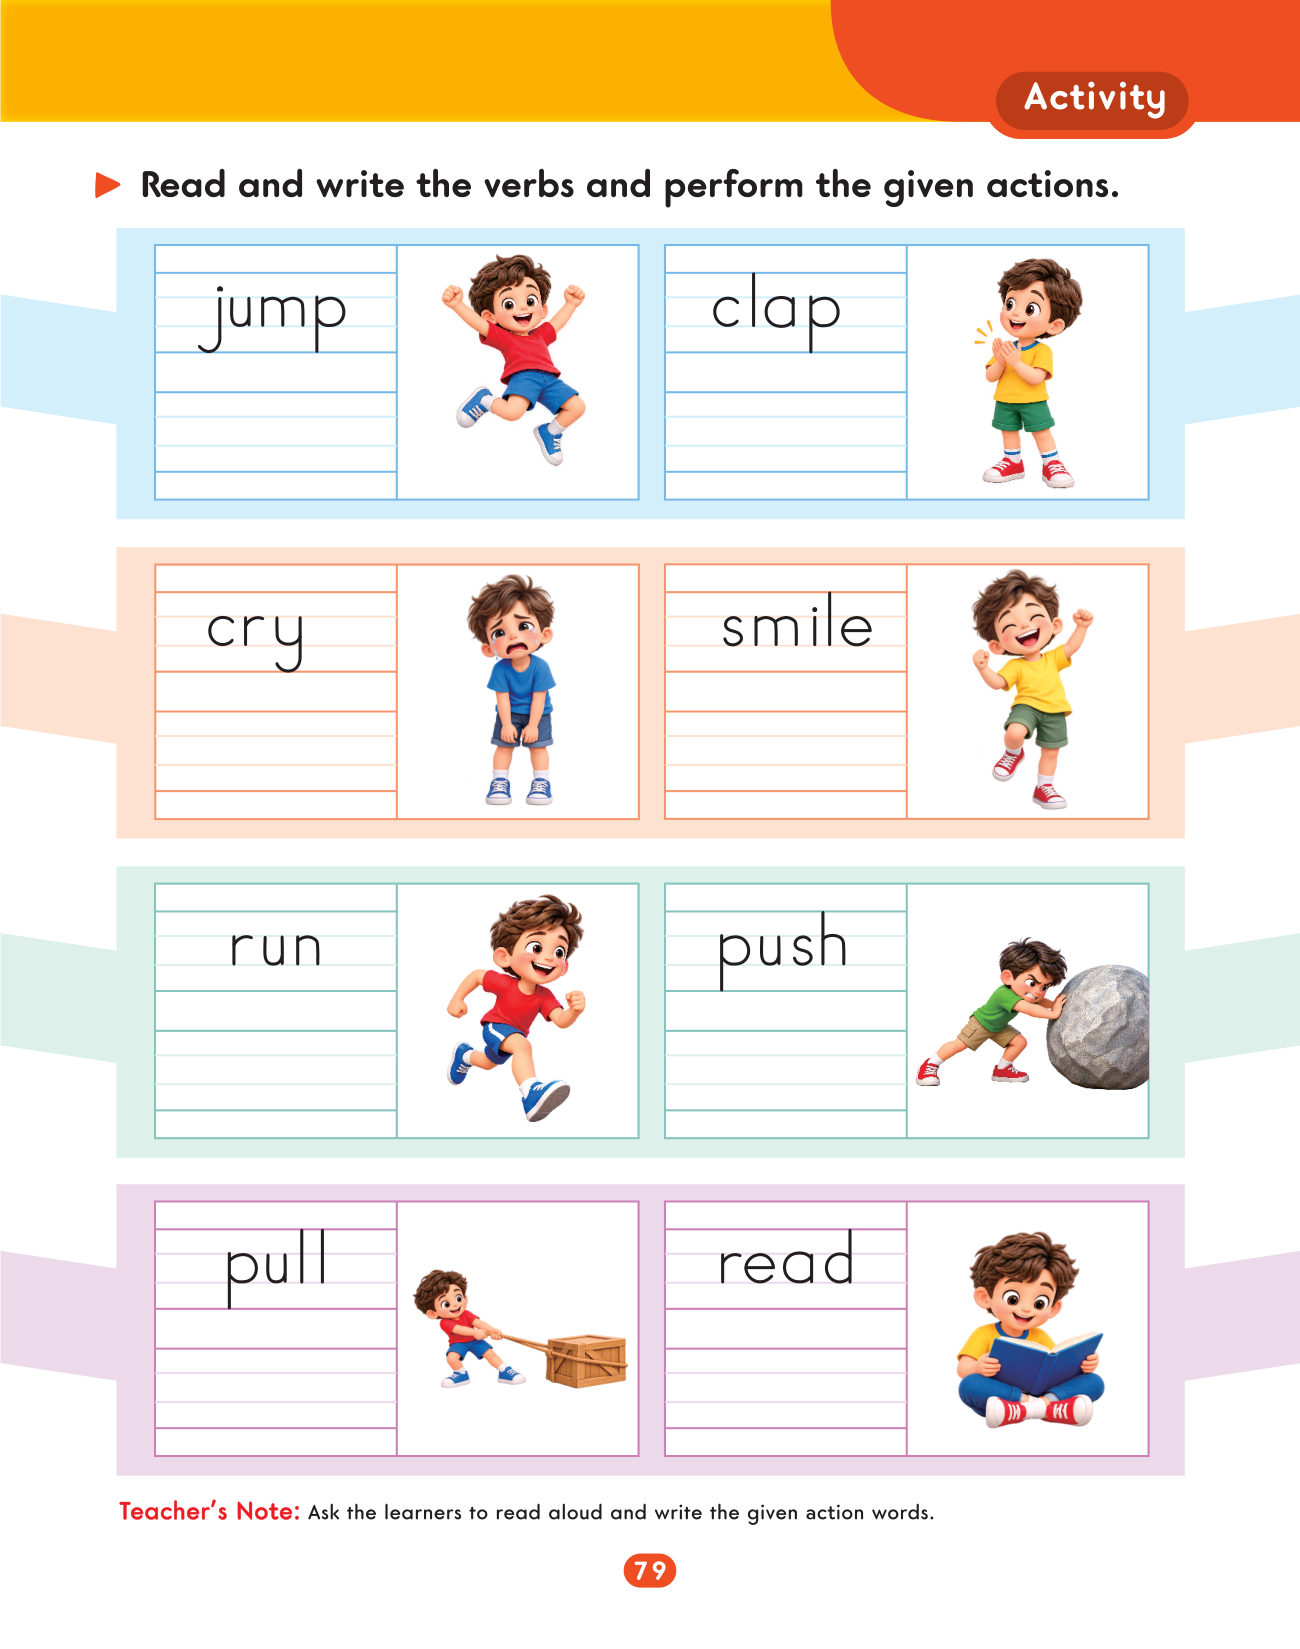 Activity
Read and write the verbs and perform the given actions.
jump
clap
cry
smile
run
push
pull
read
Teacher's Note: Ask the learners to read aloud and write the given action words.
79